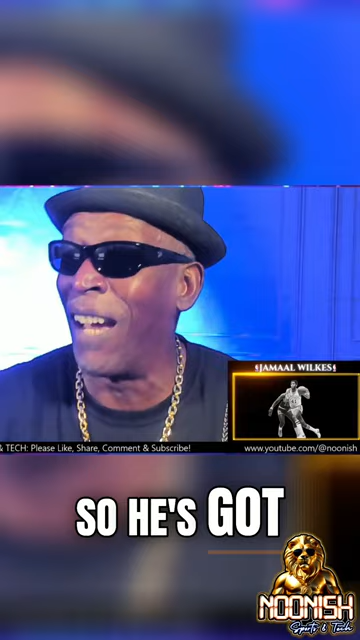 JAMAAL WILKES
& TECH: Please Like, Share, Comment & Subscribe!
www.youtube.com/@noonish
SO HE'S GOT
NOONISH
Sports & Tech